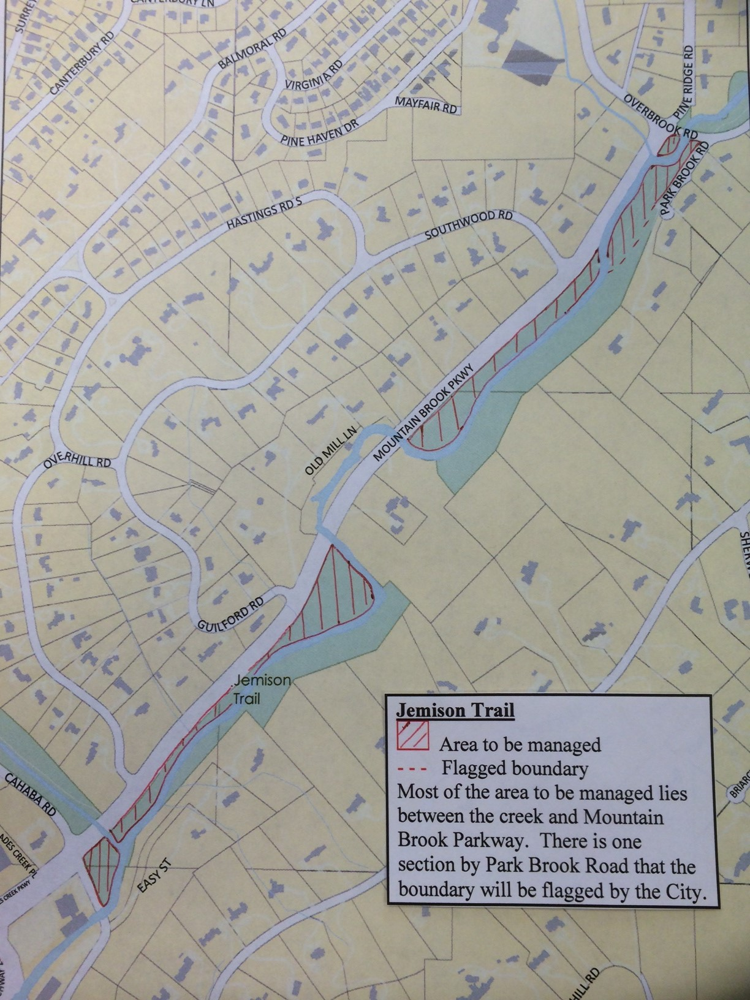 CANTERBURY LN
CANTERBURY RD
BALMORAL RD
VIRGINIA RD
MAYFAIR RD
PINE HAVEN DR
PINE RIDGE RD
OVERBROOK RD
PARK BROOK RD
HASTINGS RD S
SOUTHWOOD RD
MOUNTAIN BROOK PKWY
OLD MILL LN
OVERHILL RD
GUILFORD RD
Jemison
Trail
CAHABA RD
EASY ST
Jemison Trail
Area to be managed
Flagged boundary
Most of the area to be managed lies
between the creek and Mountain
Brook Parkway. There is one
section by Park Brook Road that the
boundary will be flagged by the City.
HILL RD